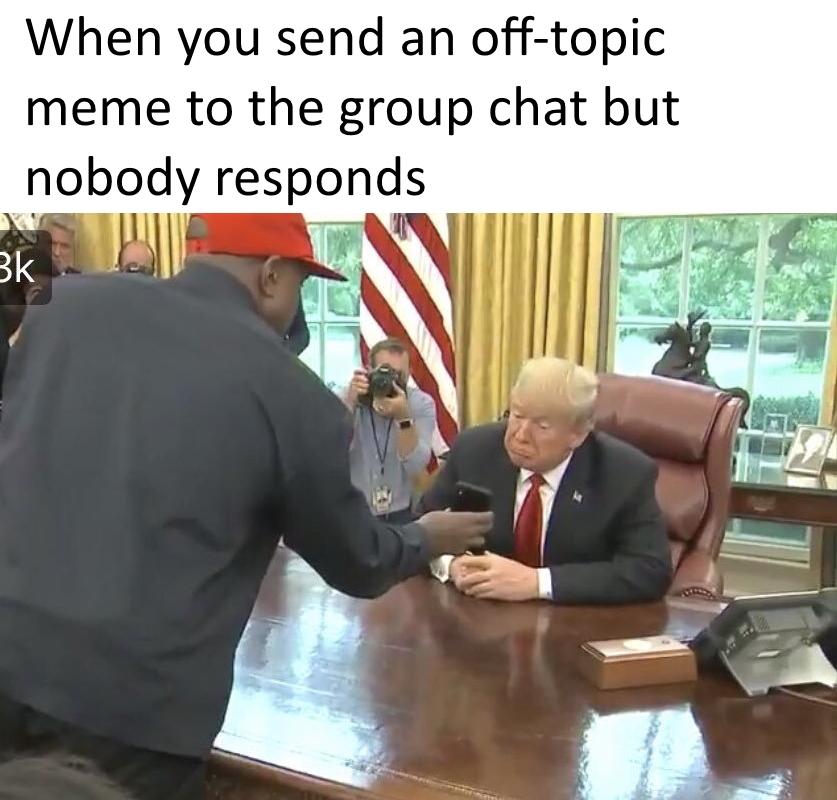 When you send an off-topic
meme to the group chat but
nobody responds
3k